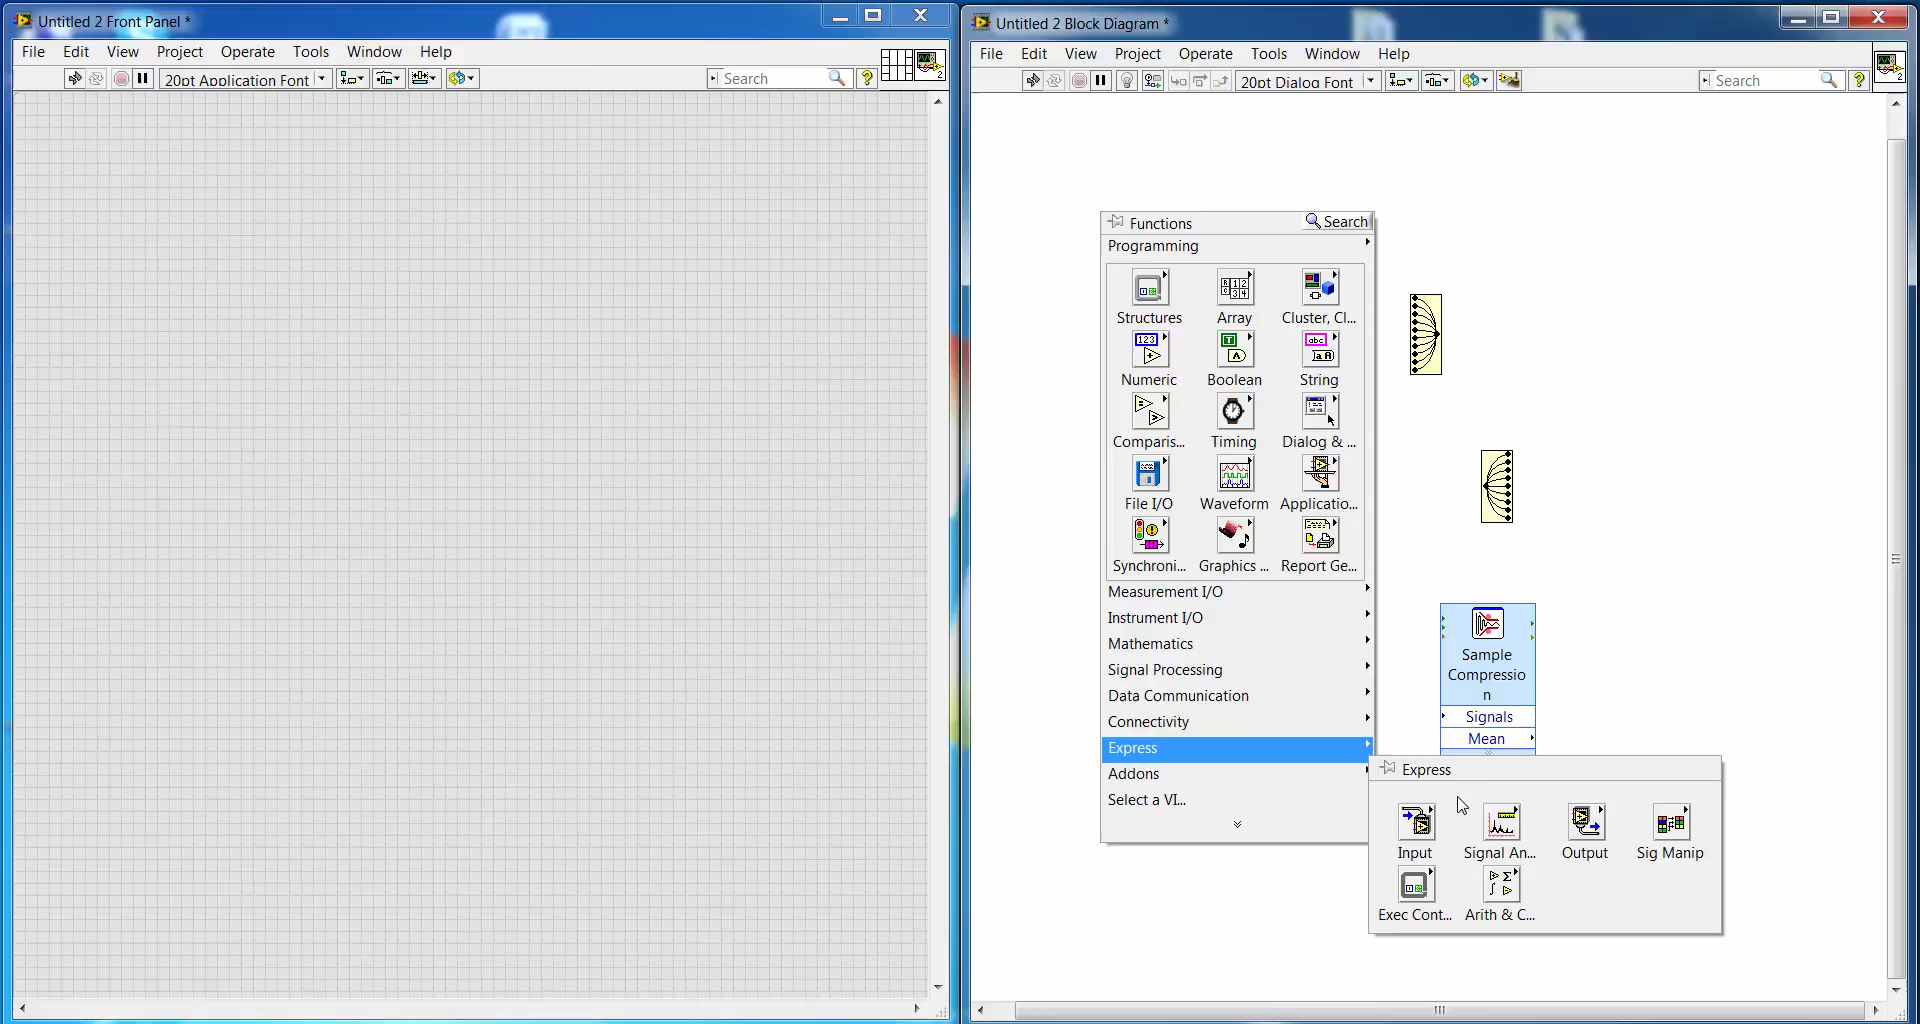 Untitled 2 Front Panel *
File Edit View Project Operate Tools Window Help
20pt Application Font
Search
?
2
Untitled 2 Block Diagram *
File Edit View Project Operate Tools Window Help
20pt Dialog Font
Search
?
2
Functions
Search
Programming
Structures Array Cluster, Cl...
123
abc
Numeric Boolean String
Comparis... Timing Dialog & ...
File I/O Waveform Applicatio...
Synchroni... Graphics ... Report Ge...
Measurement I/O
Instrument I/O
Mathematics
Signal Processing
Data Communication
Connectivity
Express
Addons
Select a VI...
Sample
Compressio
n
Signals
Mean
Express
Input Signal An... Output Sig Manip
Exec Cont... Arith & C...